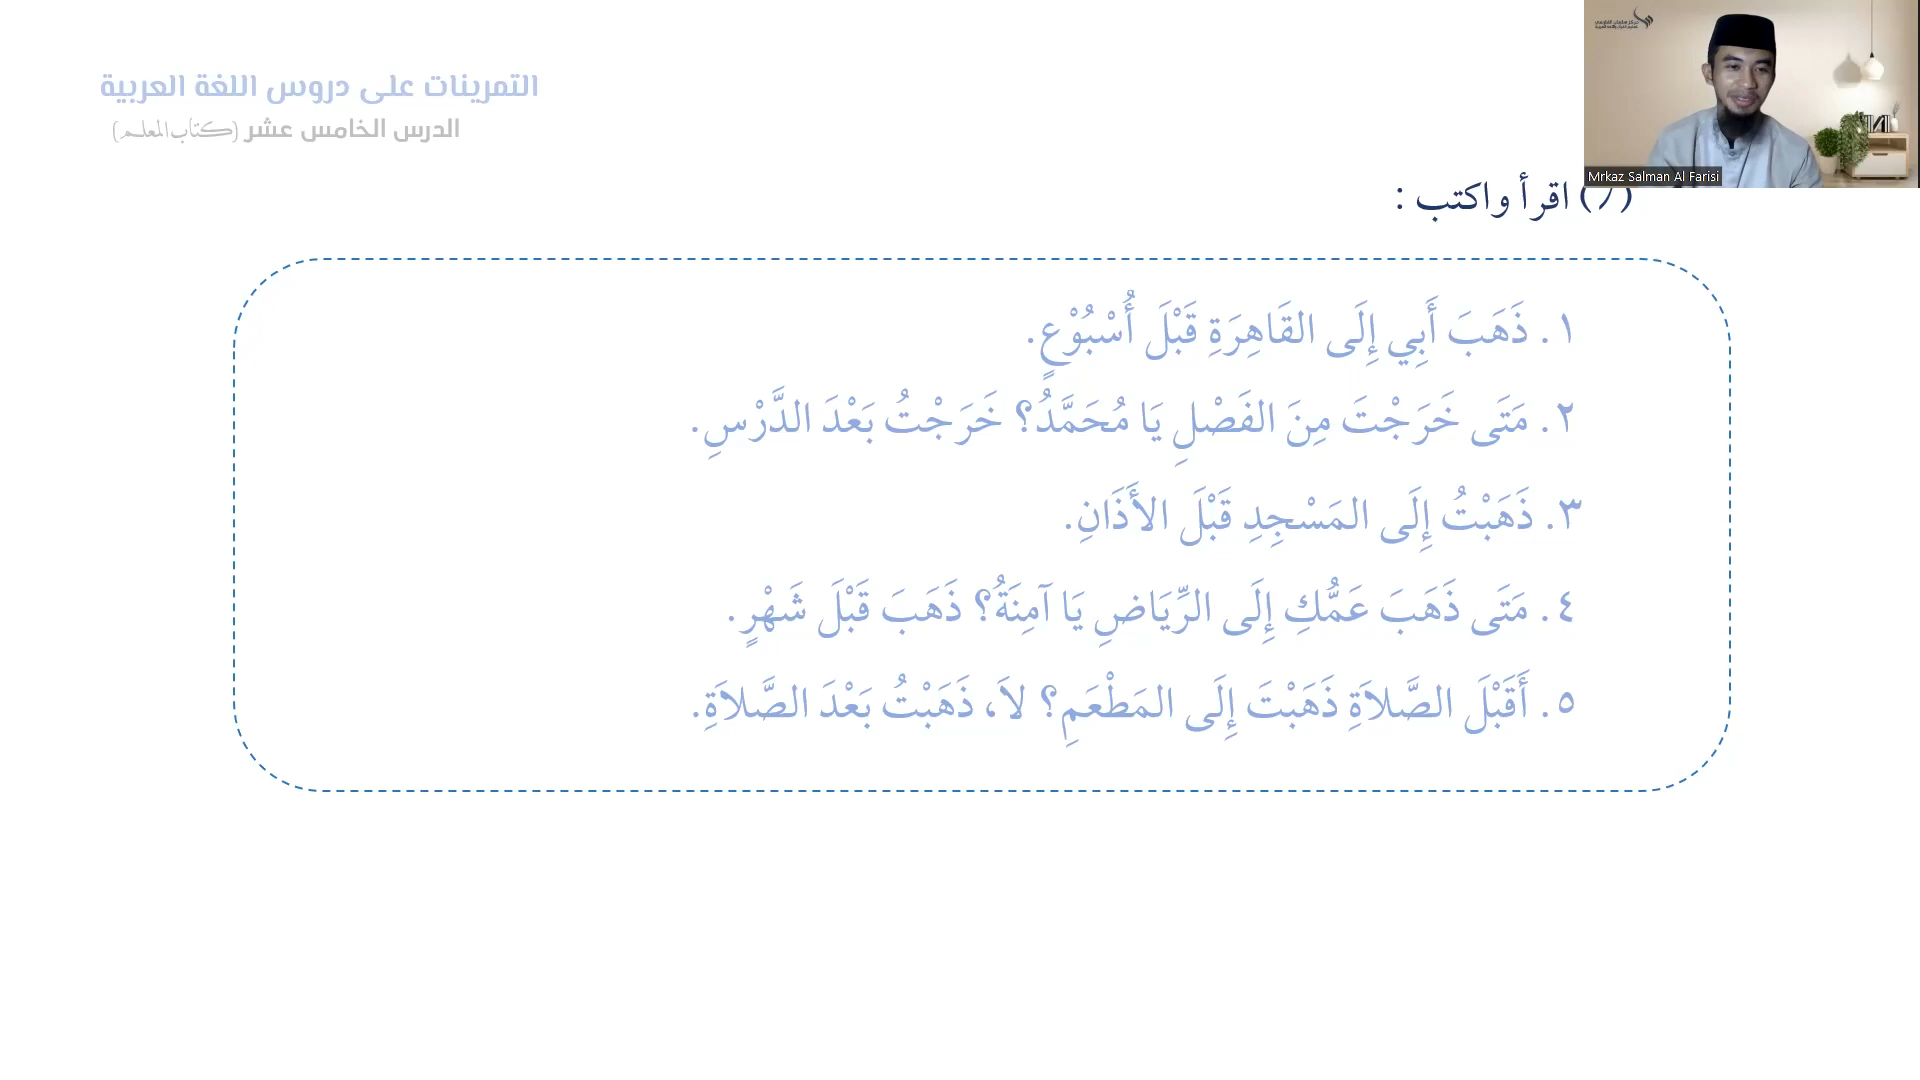 التمرينات على دروس اللغة العربية
الدرس الخامس عشر (كتاب المعلم)
Mrkaz Salman Al Farisi
اقرأ واكتب :
١. ذَهَبَ أَبِي إِلَى القَاهِرَةِ قَبْلَ أُسْبُوْعٍ.
٢. مَتَى خَرَجْتَ مِنَ الفَصْلِ يَا مُحَمَّدُ؟ خَرَجْتُ بَعْدَ الدَّرْسِ.
٣. ذَهَبْتُ إِلَى المَسْجِدِ قَبْلَ الأَذَانِ.
٤. مَتَى ذَهَبَ عَمُّكِ إِلَى الرِّيَاضِ يَا آمِنَةُ؟ ذَهَبَ قَبْلَ شَهْرٍ.
٥. أَقَبْلَ الصَّلاَةِ ذَهَبْتَ إِلَى المَطْعَمِ؟ لاَ، ذَهَبْتُ بَعْدَ الصَّلاَةِ.